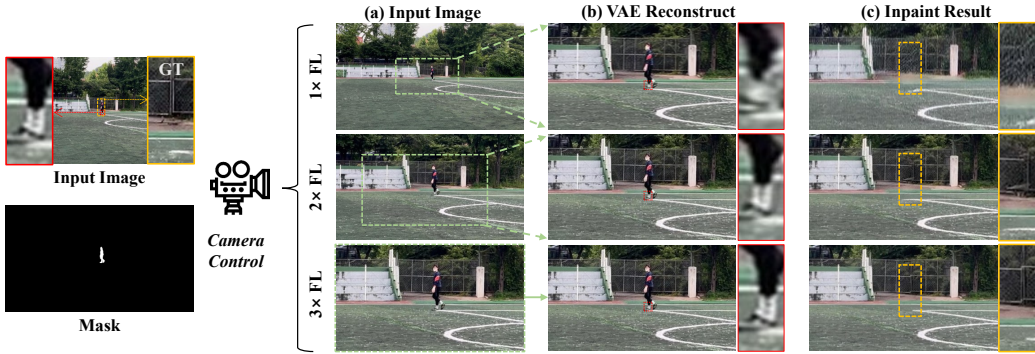 (a) Input Image
(b) VAE Reconstruct
(c) Inpaint Result
GT
Input Image
Mask
Camera
Control
1× FL
2× FL
3× FL